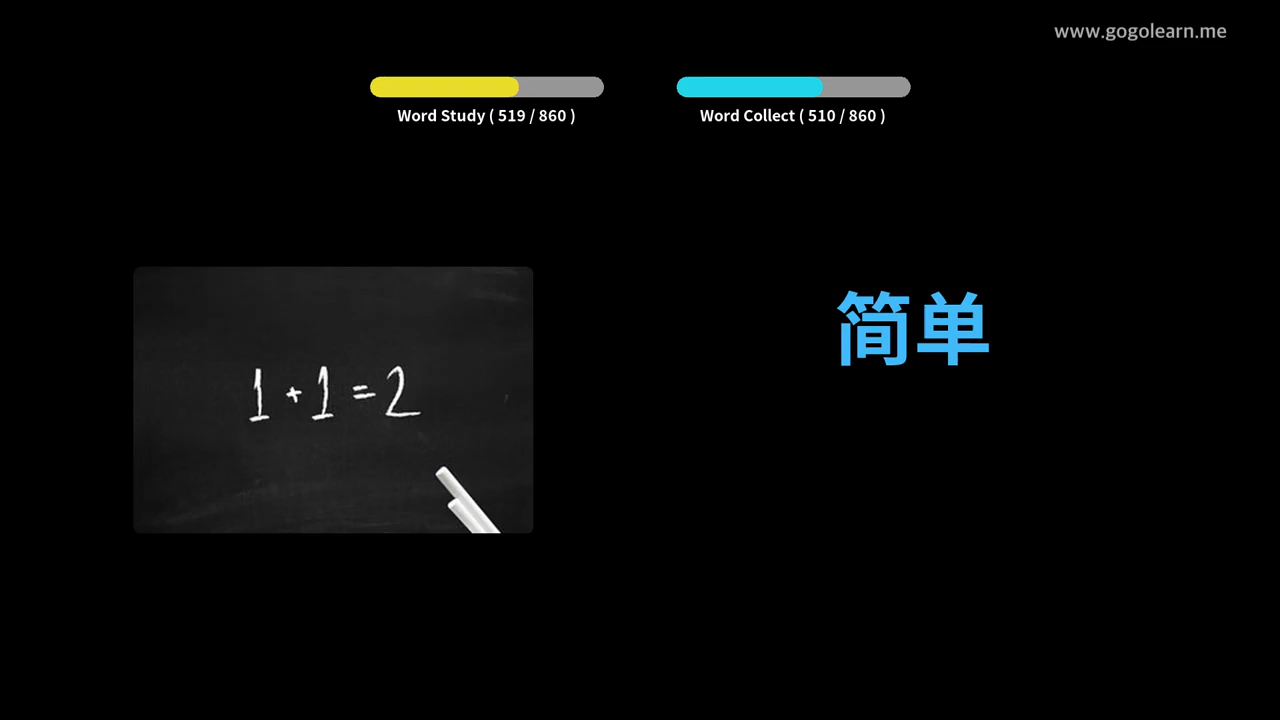 www.gogolearn.me
Word Study ( 519 / 860 )
Word Collect ( 510 / 860 )
简单
1 + 1 = 2